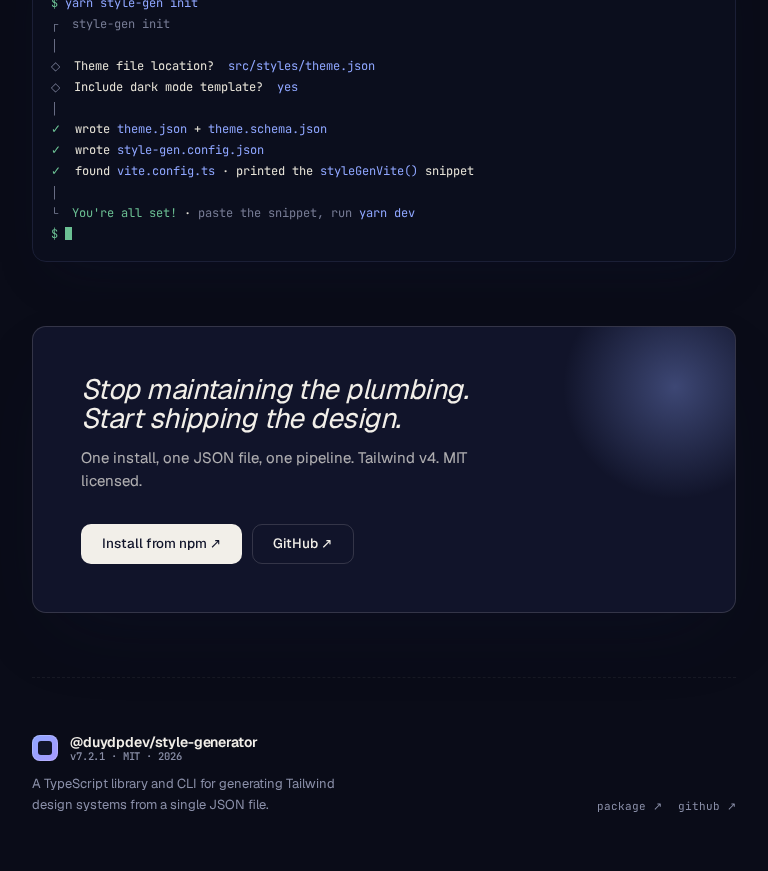 $ yarn style-gen init
┌ style-gen init
│
◇ Theme file location? src/styles/theme.json
◇ Include dark mode template? yes
│
✓ wrote theme.json + theme.schema.json
✓ wrote style-gen.config.json
✓ found vite.config.ts · printed the styleGenVite() snippet
│
└ You're all set! · paste the snippet, run yarn dev
$
Stop maintaining the plumbing.
Start shipping the design.
One install, one JSON file, one pipeline. Tailwind v4. MIT
licensed.
Install from npm ↗ GitHub ↗
@duydpdev/style-generator
v7.2.1 · MIT · 2026
A TypeScript library and CLI for generating Tailwind
design systems from a single JSON file.
package ↗ github ↗